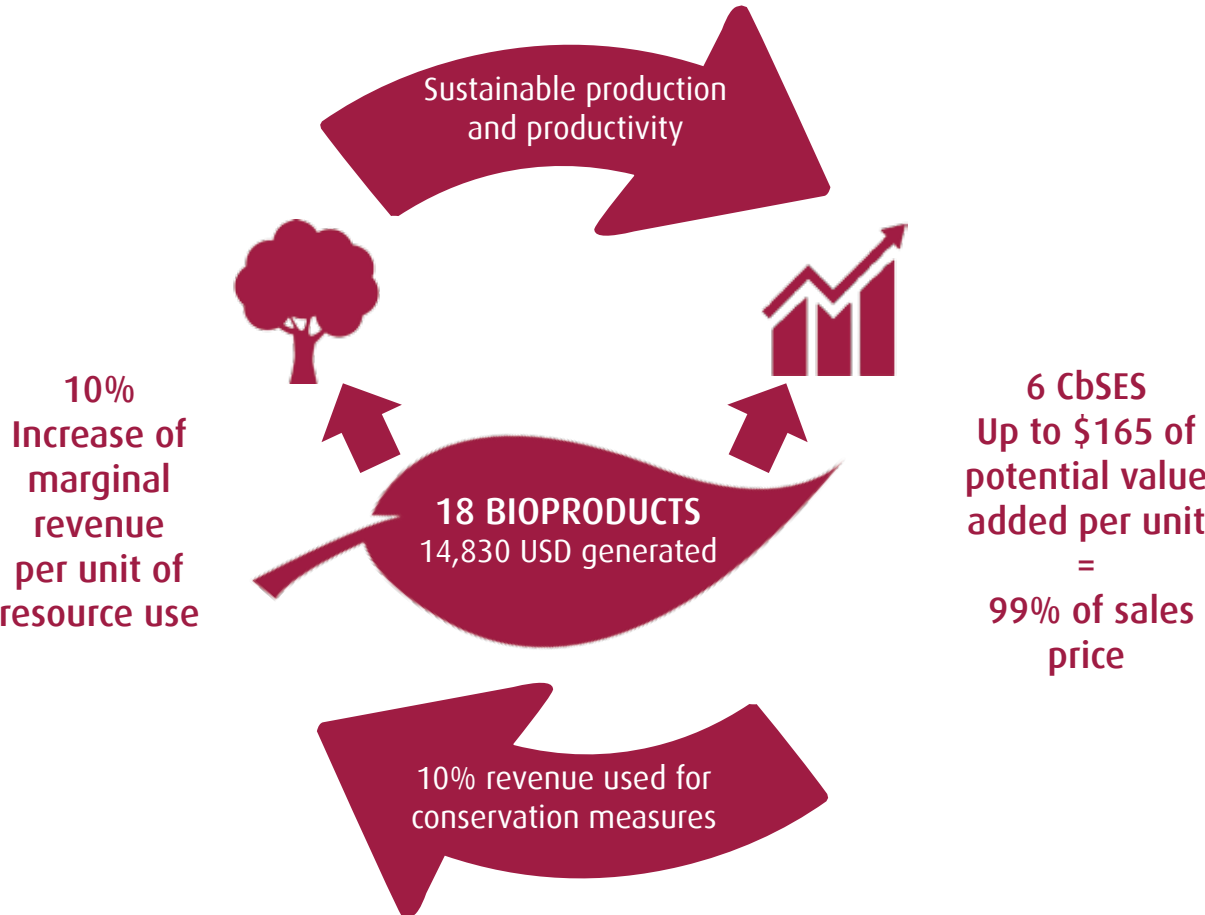 Sustainable production
and productivity
10%
Increase of
marginal
revenue
per unit of
resource use
18 BIOPRODUCTS
14,830 USD generated
6 CbSES
Up to $165 of
potential value
added per unit
=
99% of sales
price
10% revenue used for
conservation measures